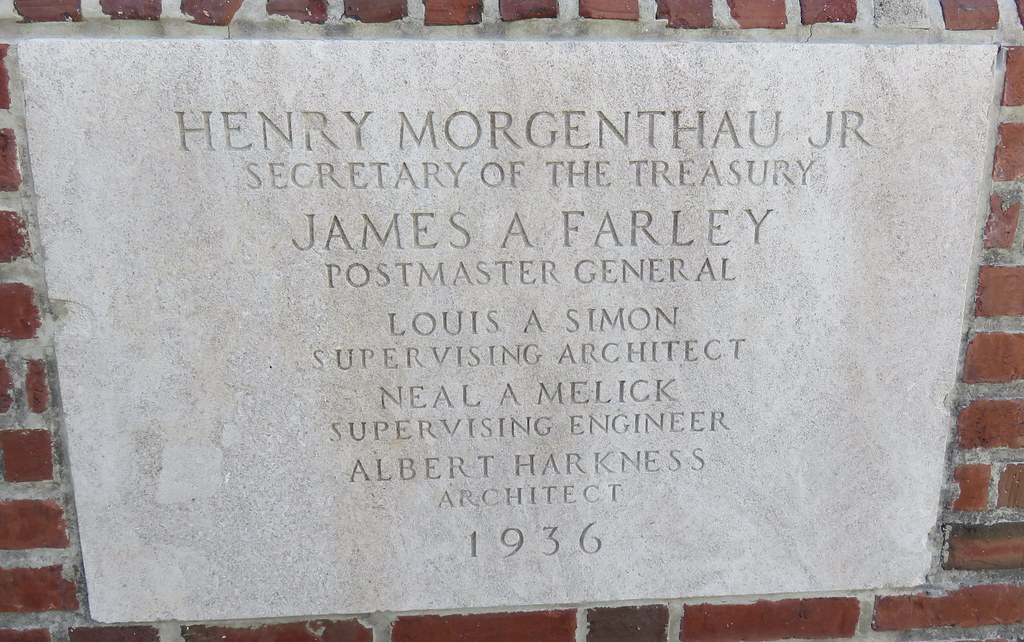 HENRY MORGENTHAU JR
SECRETARY OF THE TREASURY
JAMES A FARLEY
POSTMASTER GENERAL
LOUIS A SIMON
SUPERVISING ARCHITECT
NEAL A MELICK
SUPERVISING ENGINEER
ALBERT HARKNESS
ARCHITECT
1936